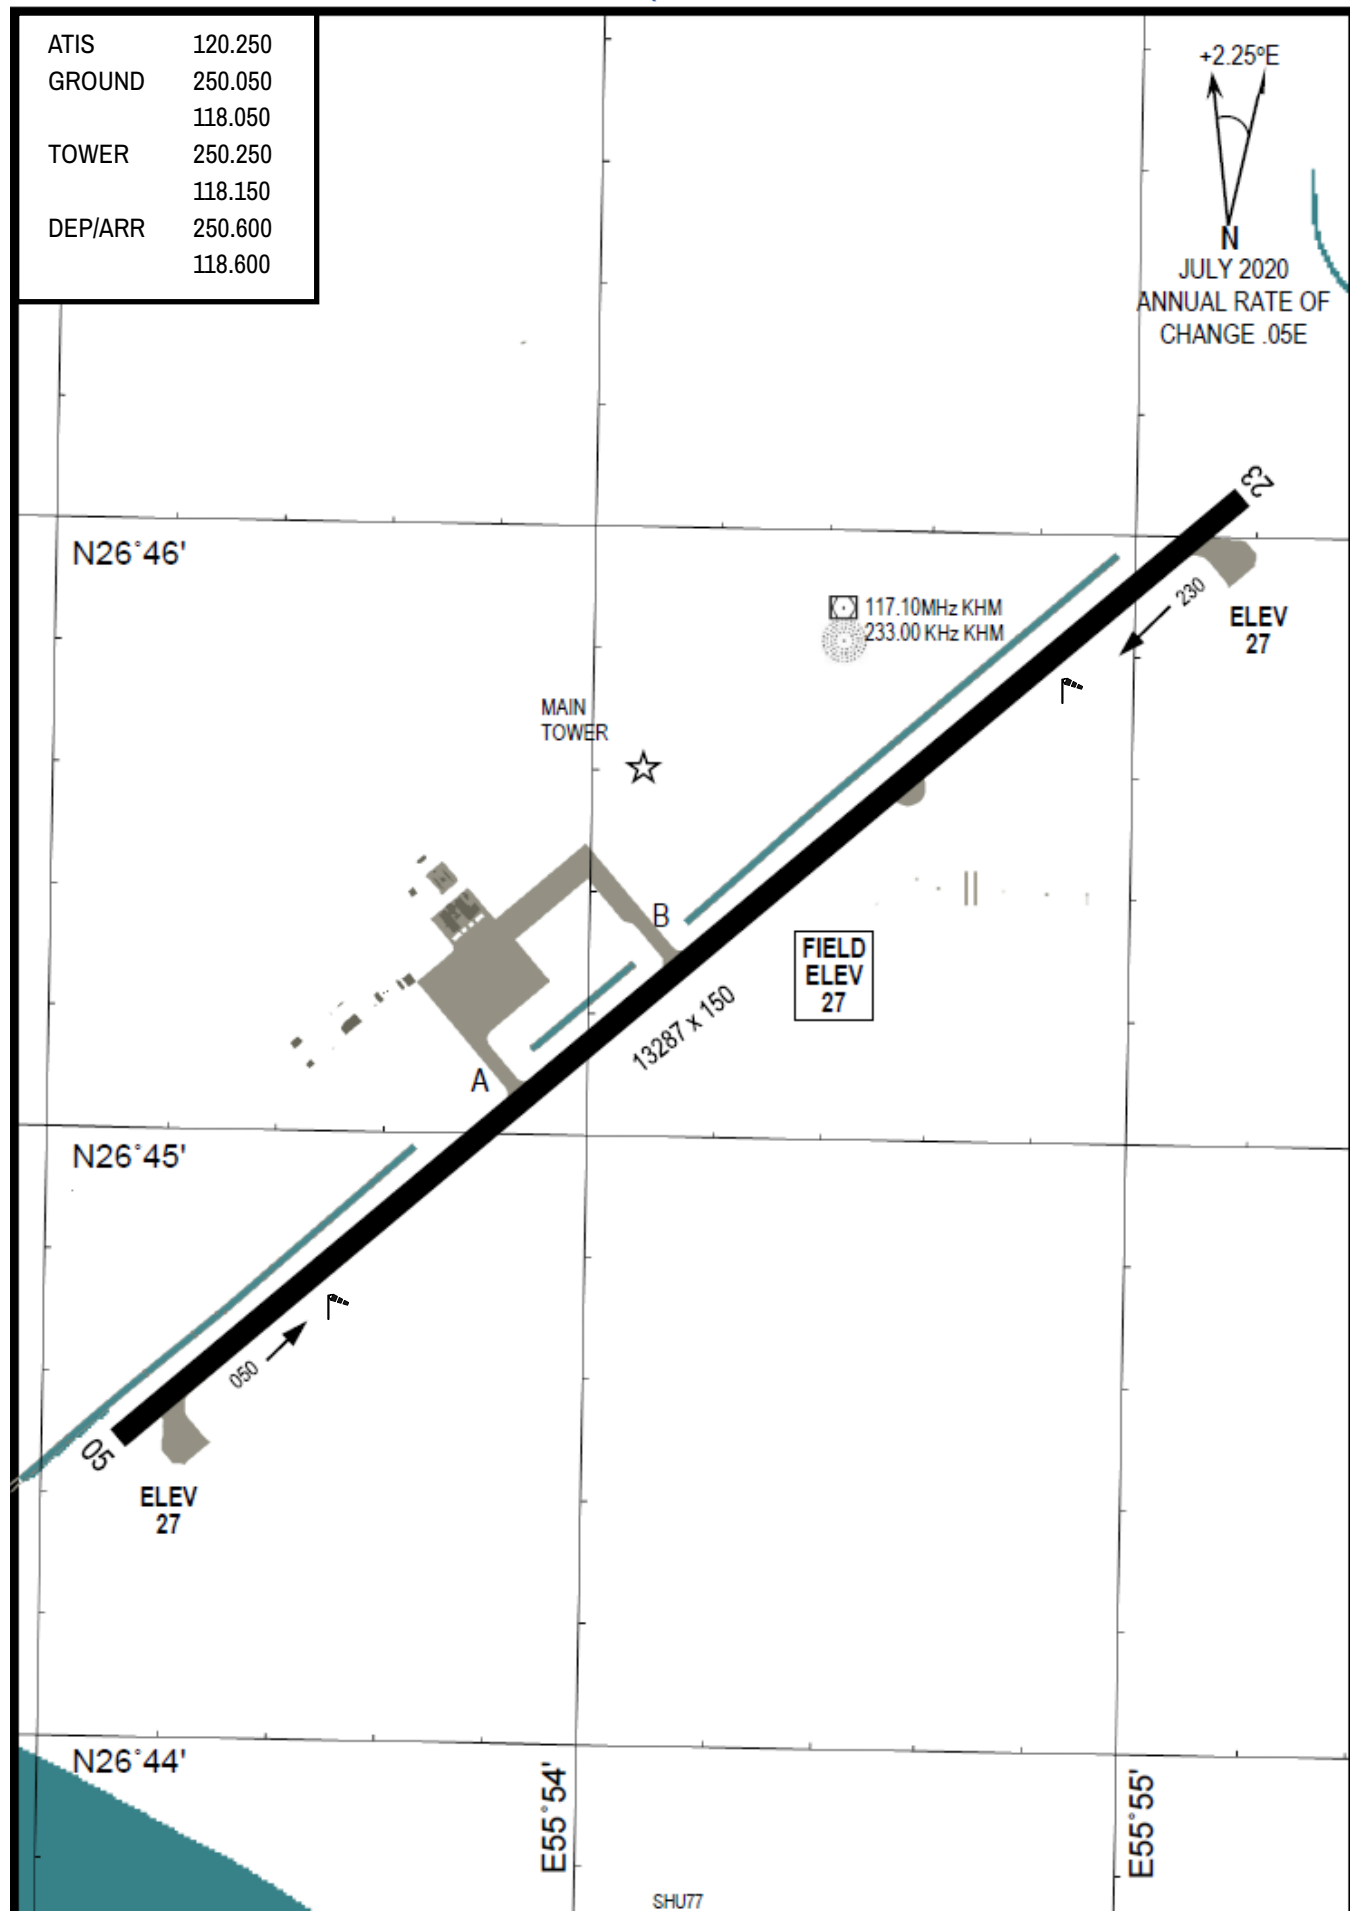 ATIS 120.250
GROUND 250.050
118.050
TOWER 250.250
118.150
DEP/ARR 250.600
118.600
+2.25ºE
N
JULY 2020
ANNUAL RATE OF
CHANGE .05E
23
N26°46'
230
117.10MHz KHM
233.00 KHz KHM
ELEV
27
MAIN
TOWER
B
FIELD
ELEV
27
13287 x 150
A
N26°45'
050
05
ELEV
27
N26°44'
E55°54'
E55°55'
SHU77